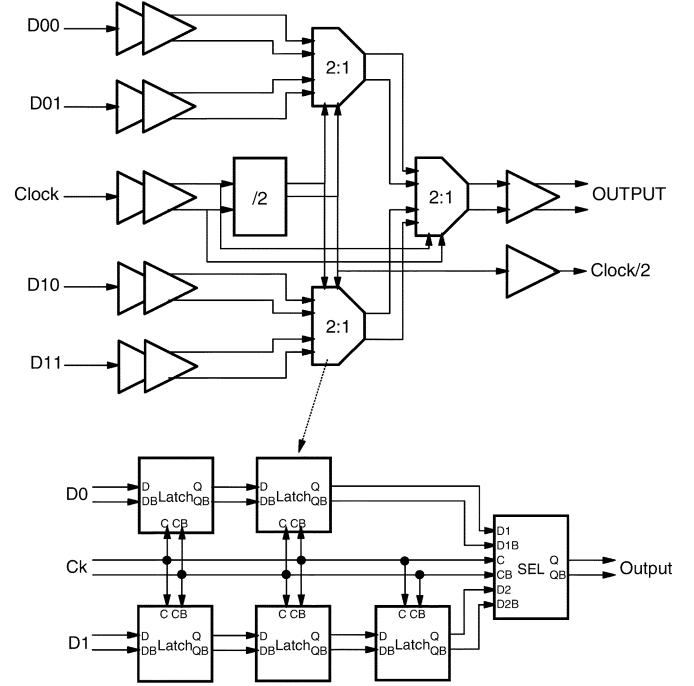 D00
2:1
D01
Clock
/2
2:1
OUTPUT
D10
Clock/2
2:1
D11
D Q D Q
D0 DB Latch QB DB Latch QB
C CB C CB
D1
D1B
Ck C Q
CB SEL QB Output
D2
D2B
C CB C CB C CB
D1 D Q D Q D Q
DB Latch QB DB Latch QB DB Latch QB